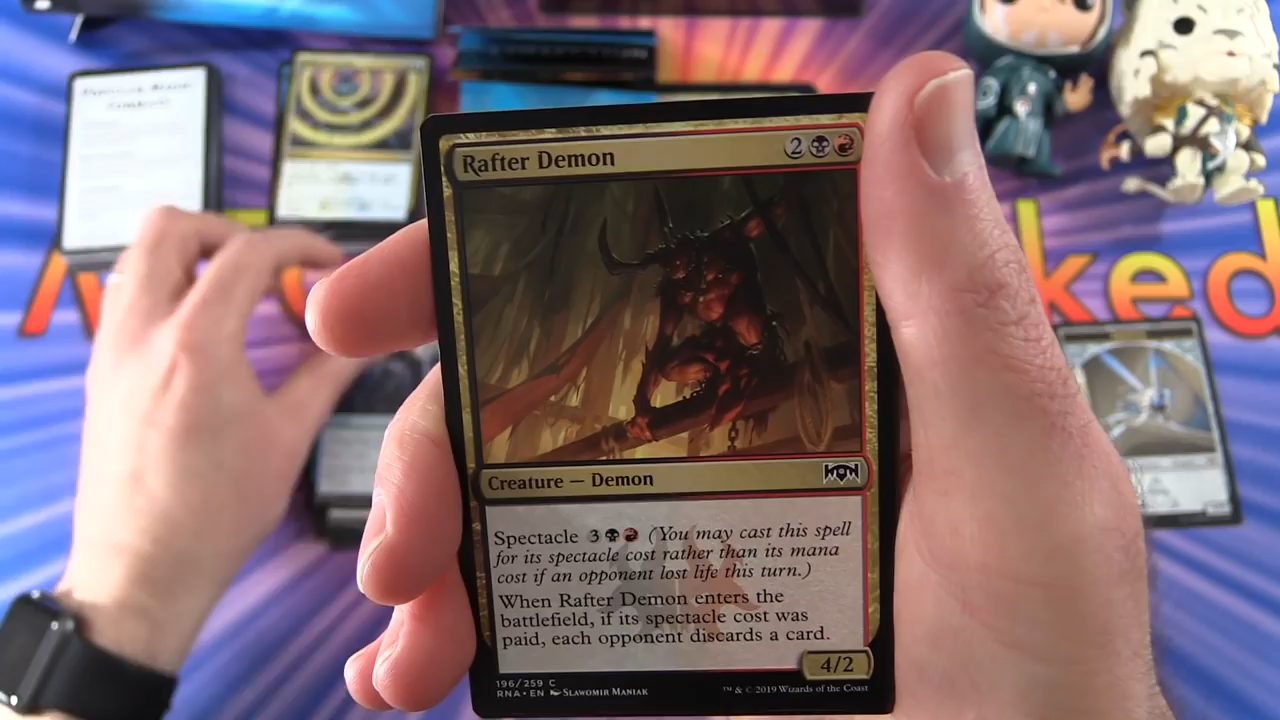 Rafter Demon 2
Creature — Demon
Spectacle 3 (You may cast this spell
for its spectacle cost rather than its mana
cost if an opponent lost life this turn.)
When Rafter Demon enters the
battlefield, if its spectacle cost was
paid, each opponent discards a card.
4/2
196/259 C
RNA • EN Slawomir Maniak
™ & © 2019 Wizards of the Coast
ked